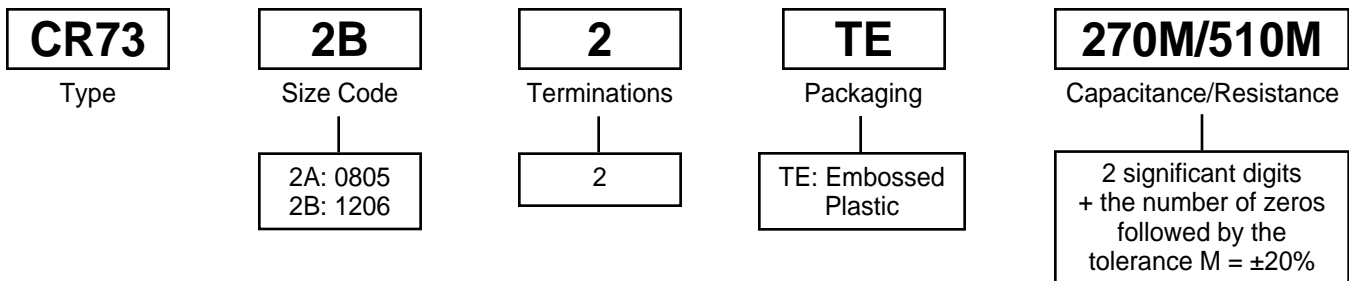 CR73 2B 2 TE 270M/510M
Type Size Code Terminations Packaging Capacitance/Resistance
2A: 0805 2 TE: Embossed 2 significant digits
2B: 1206 Plastic + the number of zeros
followed by the
tolerance M = ±20%